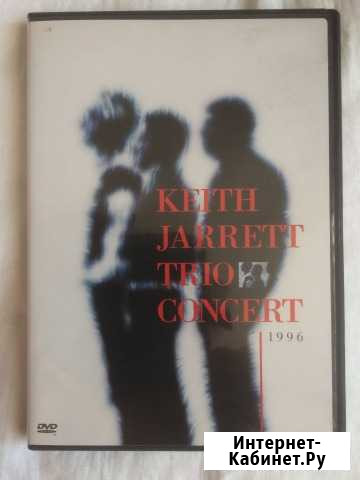 KEITH
JARRETT
TRIO
CONCERT
1996
DVD
Интернет-
Кабинет.Ру